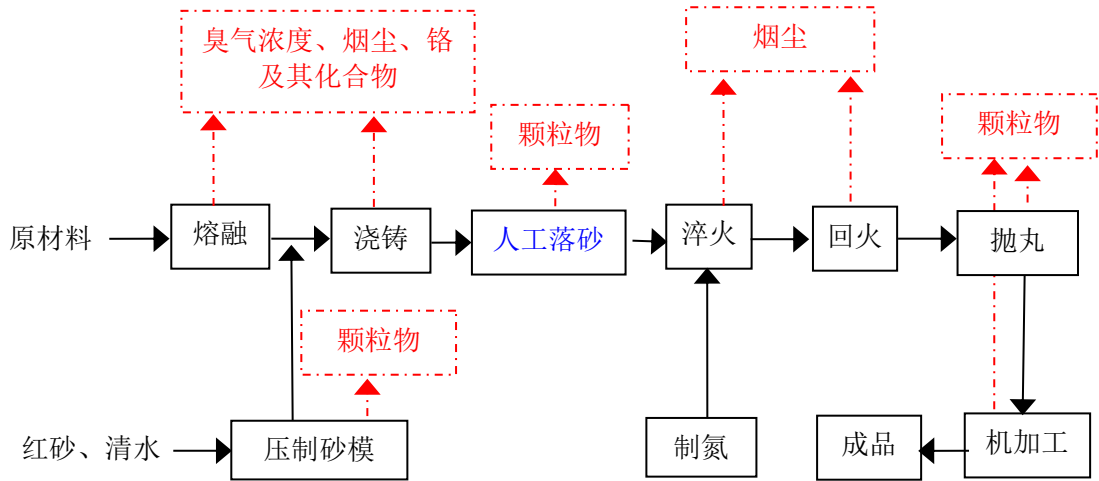 臭气浓度、烟尘、铬
及其化合物
烟尘
颗粒物
颗粒物
原材料
熔融
浇铸
人工落砂
淬火
回火
抛丸
颗粒物
红砂、清水
压制砂模
制氮
成品
机加工